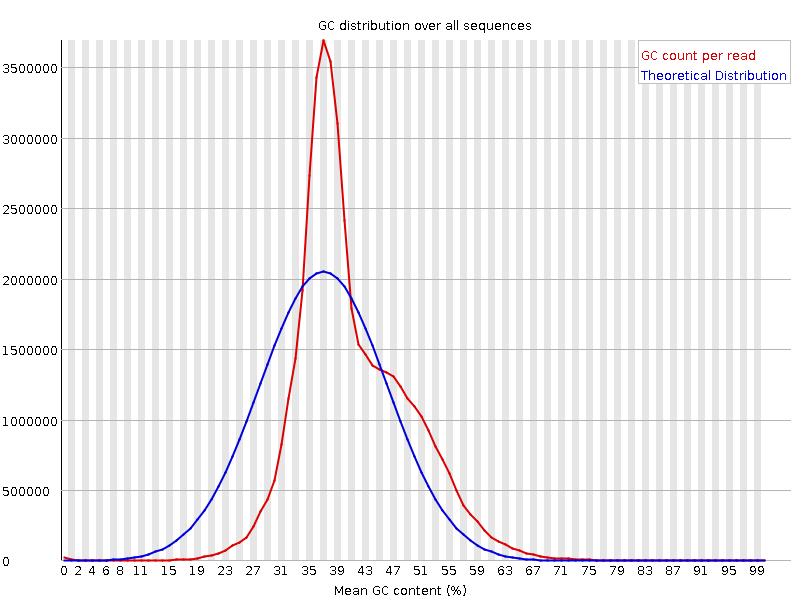 GC distribution over all sequences
GC count per read
Theoretical Distribution
3500000
3000000
2500000
2000000
1500000
1000000
500000
0
0 2 4 6 8 11 15 19 23 27 31 35 39 43 47 51 55 59 63 67 71 75 79 83 87 91 95 99
Mean GC content (%)